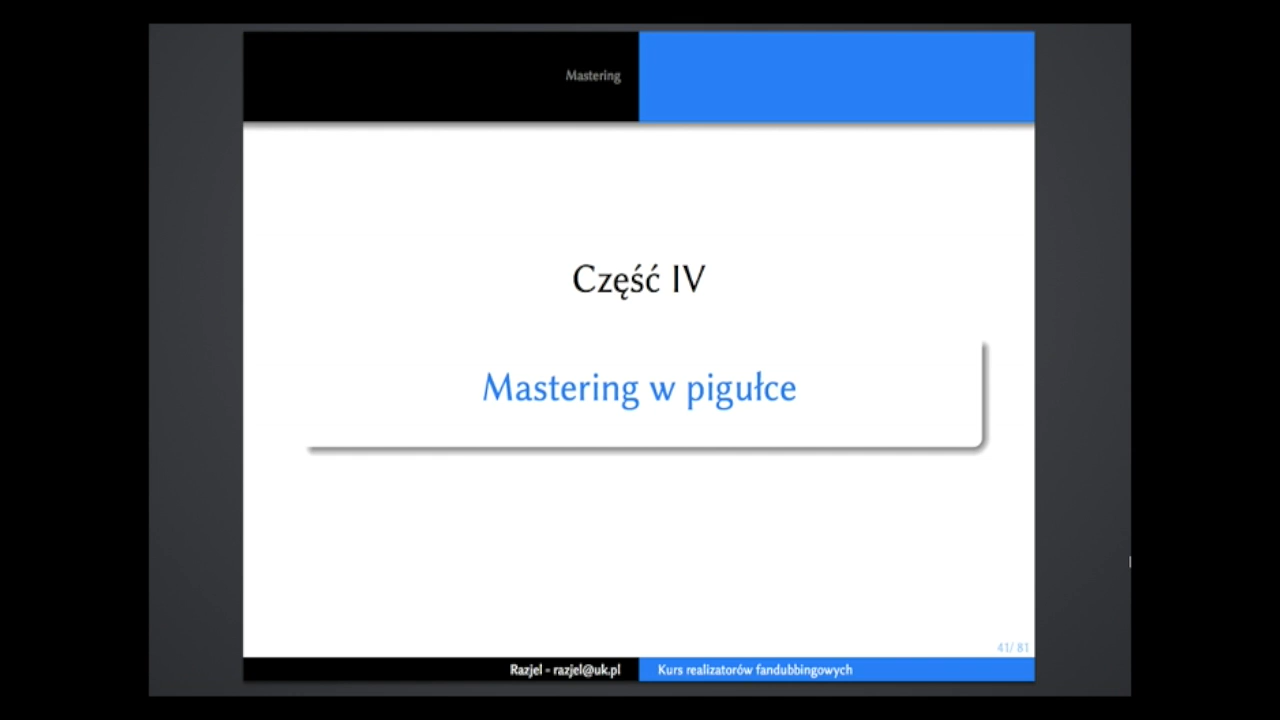 Mastering
Część IV
Mastering w pigułce
41/ 81
Razjel – razjel@uk.pl
Kurs realizatorów fandubbingowych